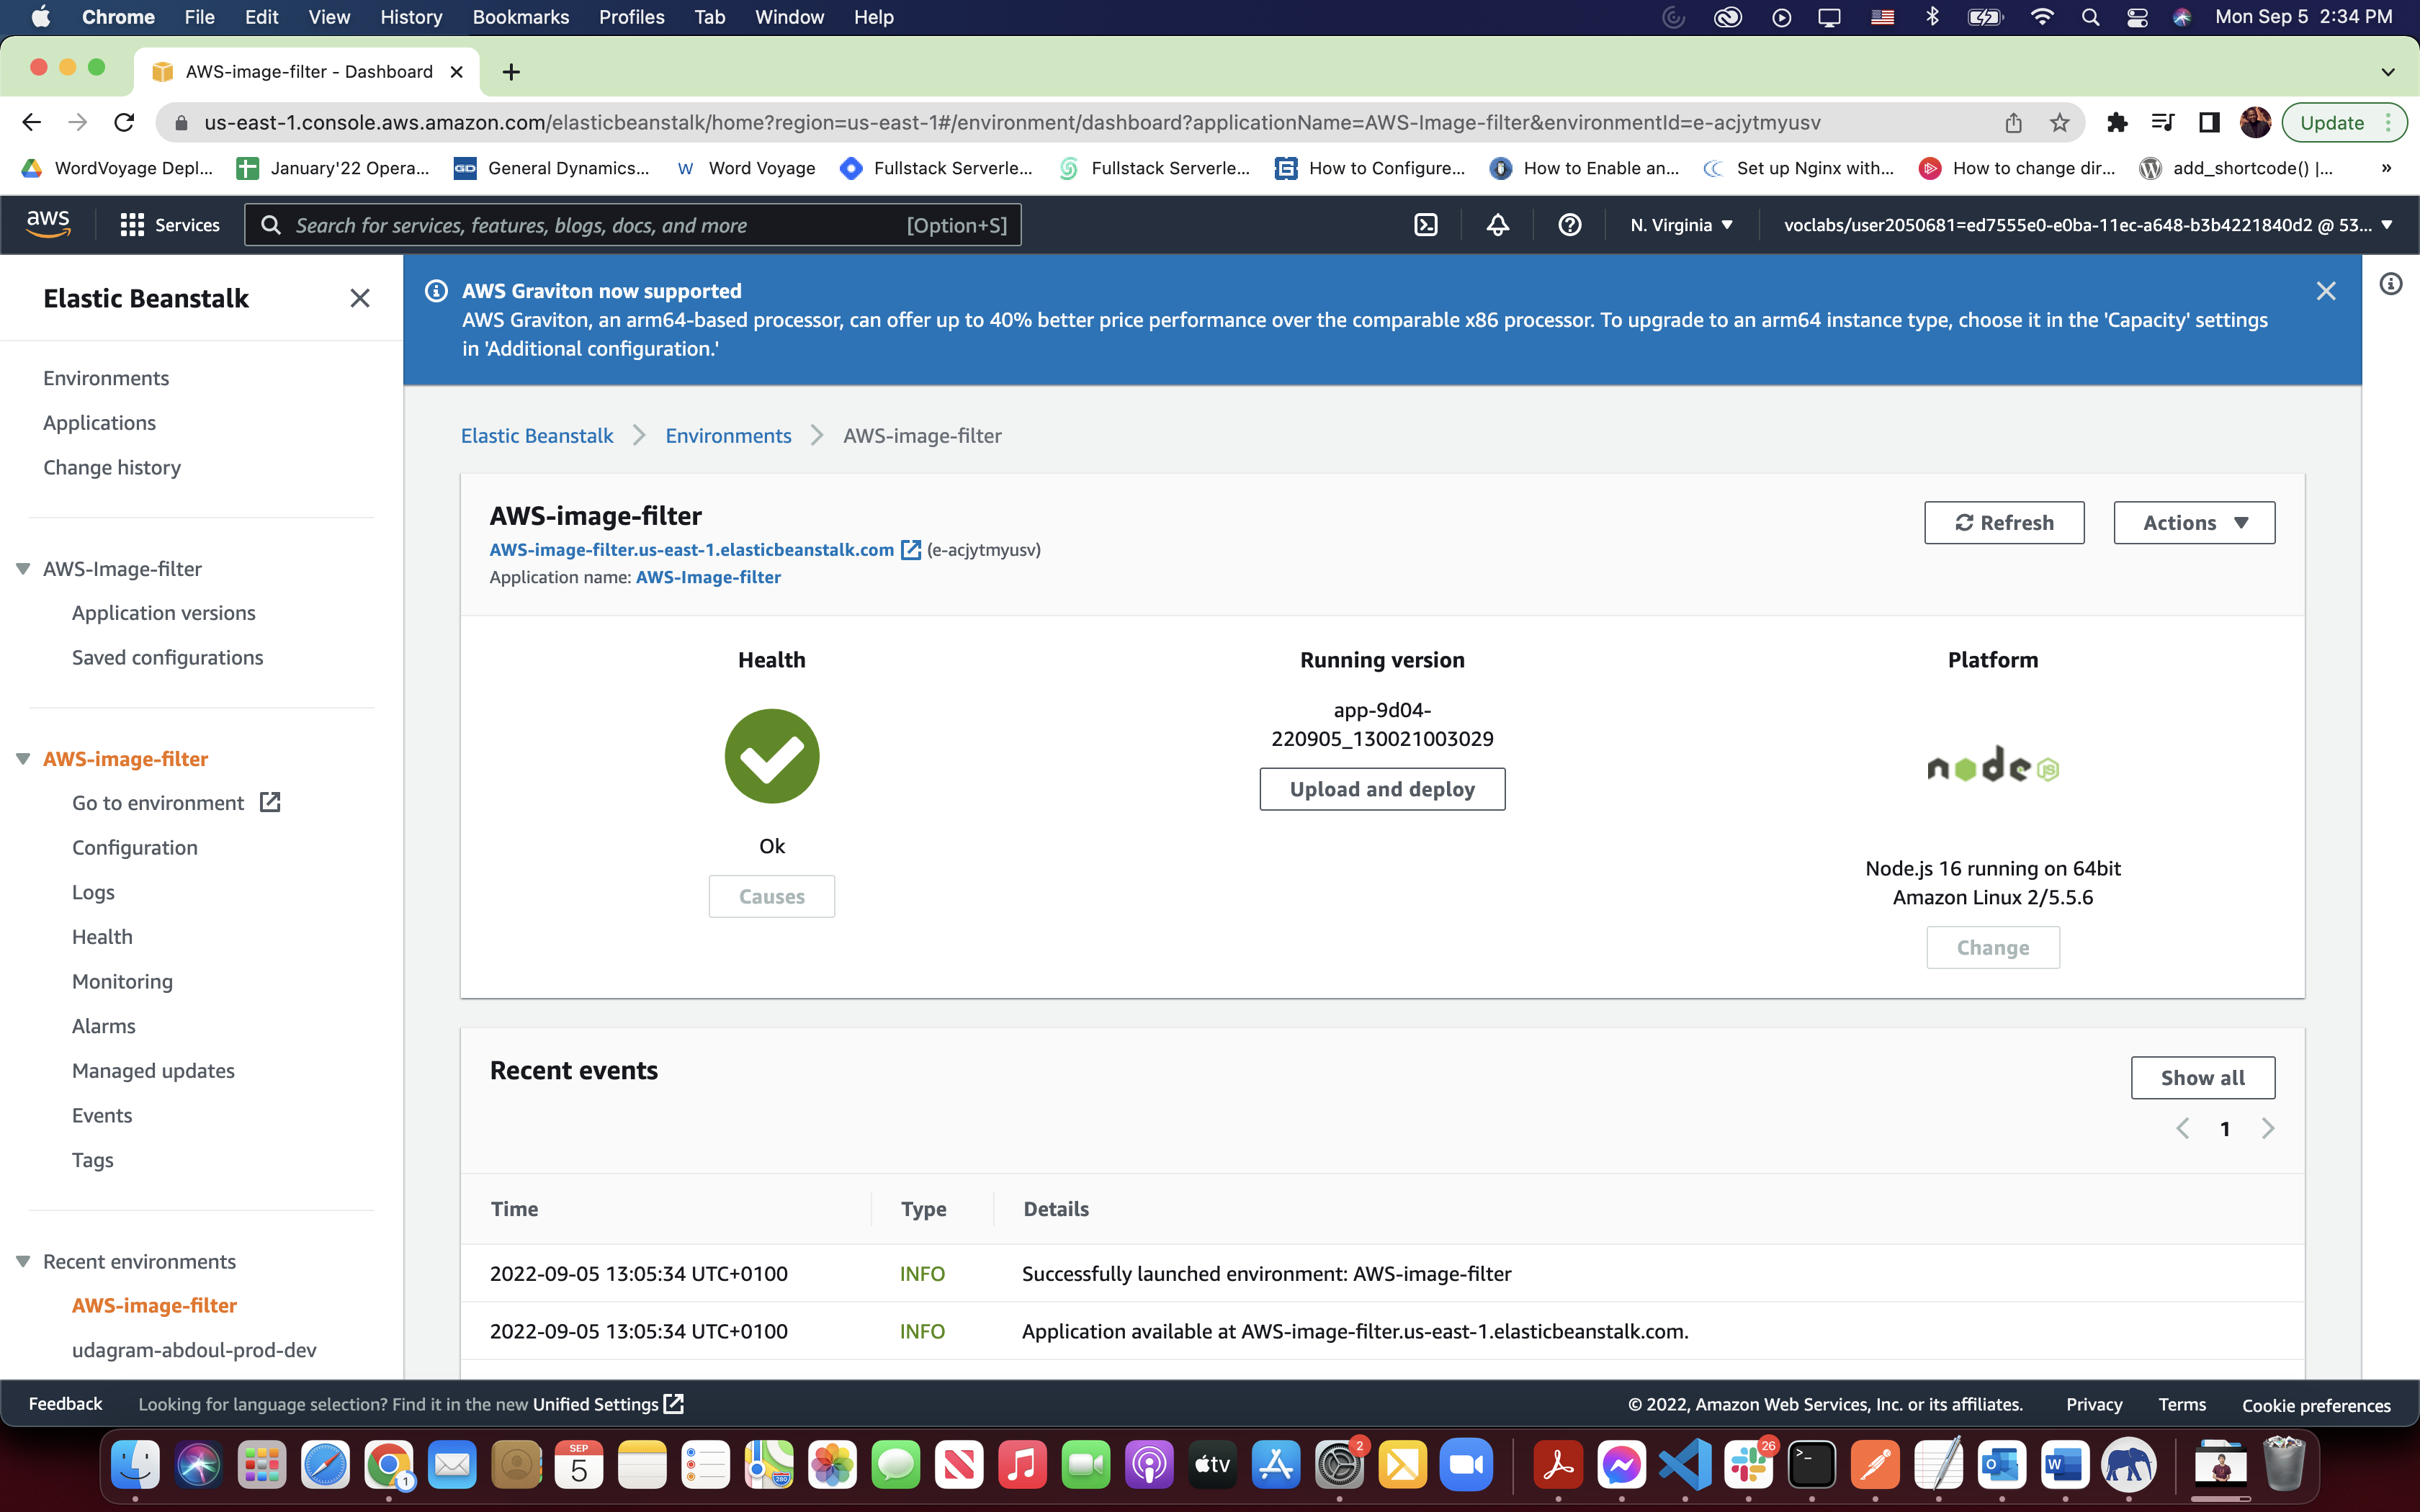 Chrome File Edit View History Bookmarks Profiles Tab Window Help Mon Sep 5 2:34 PM
AWS-image-filter - Dashboard
us-east-1.console.aws.amazon.com/elasticbeanstalk/home?region=us-east-1#/environment/dashboard?applicationName=AWS-Image-filter&environmentId=e-acjytmyusv Update
WordVoyage Depl... January'22 Opera... GD General Dynamics... W Word Voyage Fullstack Serverle... Fullstack Serverle... How to Configure... How to Enable an... Set up Nginx with... How to change dir... add_shortcode() |... »
aws Services Search for services, features, blogs, docs, and more [Option+S] N. Virginia voclabs/user2050681=ed7555e0-e0ba-11ec-a648-b3b4221840d2 @ 53...
Elastic Beanstalk
Environments
Applications
Change history
AWS-Image-filter
Application versions
Saved configurations
AWS-image-filter
Go to environment
Configuration
Logs
Health
Monitoring
Alarms
Managed updates
Events
Tags
Recent environments
AWS-image-filter
udagram-abdoul-prod-dev
AWS Graviton now supported
AWS Graviton, an arm64-based processor, can offer up to 40% better price performance over the comparable x86 processor. To upgrade to an arm64 instance type, choose it in the 'Capacity' settings
in 'Additional configuration.'
Elastic Beanstalk Environments AWS-image-filter
AWS-image-filter
Refresh Actions
AWS-image-filter.us-east-1.elasticbeanstalk.com (e-acjytmyusv)
Application name: AWS-Image-filter
Health
Ok
Causes
Running version
app-9d04-
220905_130021003029
Upload and deploy
Platform
node JS
Node.js 16 running on 64bit
Amazon Linux 2/5.5.6
Change
Recent events
Show all
1
Time Type Details
2022-09-05 13:05:34 UTC+0100 INFO Successfully launched environment: AWS-image-filter
2022-09-05 13:05:34 UTC+0100 INFO Application available at AWS-image-filter.us-east-1.elasticbeanstalk.com.
Feedback Looking for language selection? Find it in the new Unified Settings © 2022, Amazon Web Services, Inc. or its affiliates. Privacy Terms Cookie preferences
1 SEP 5 tv 2 26